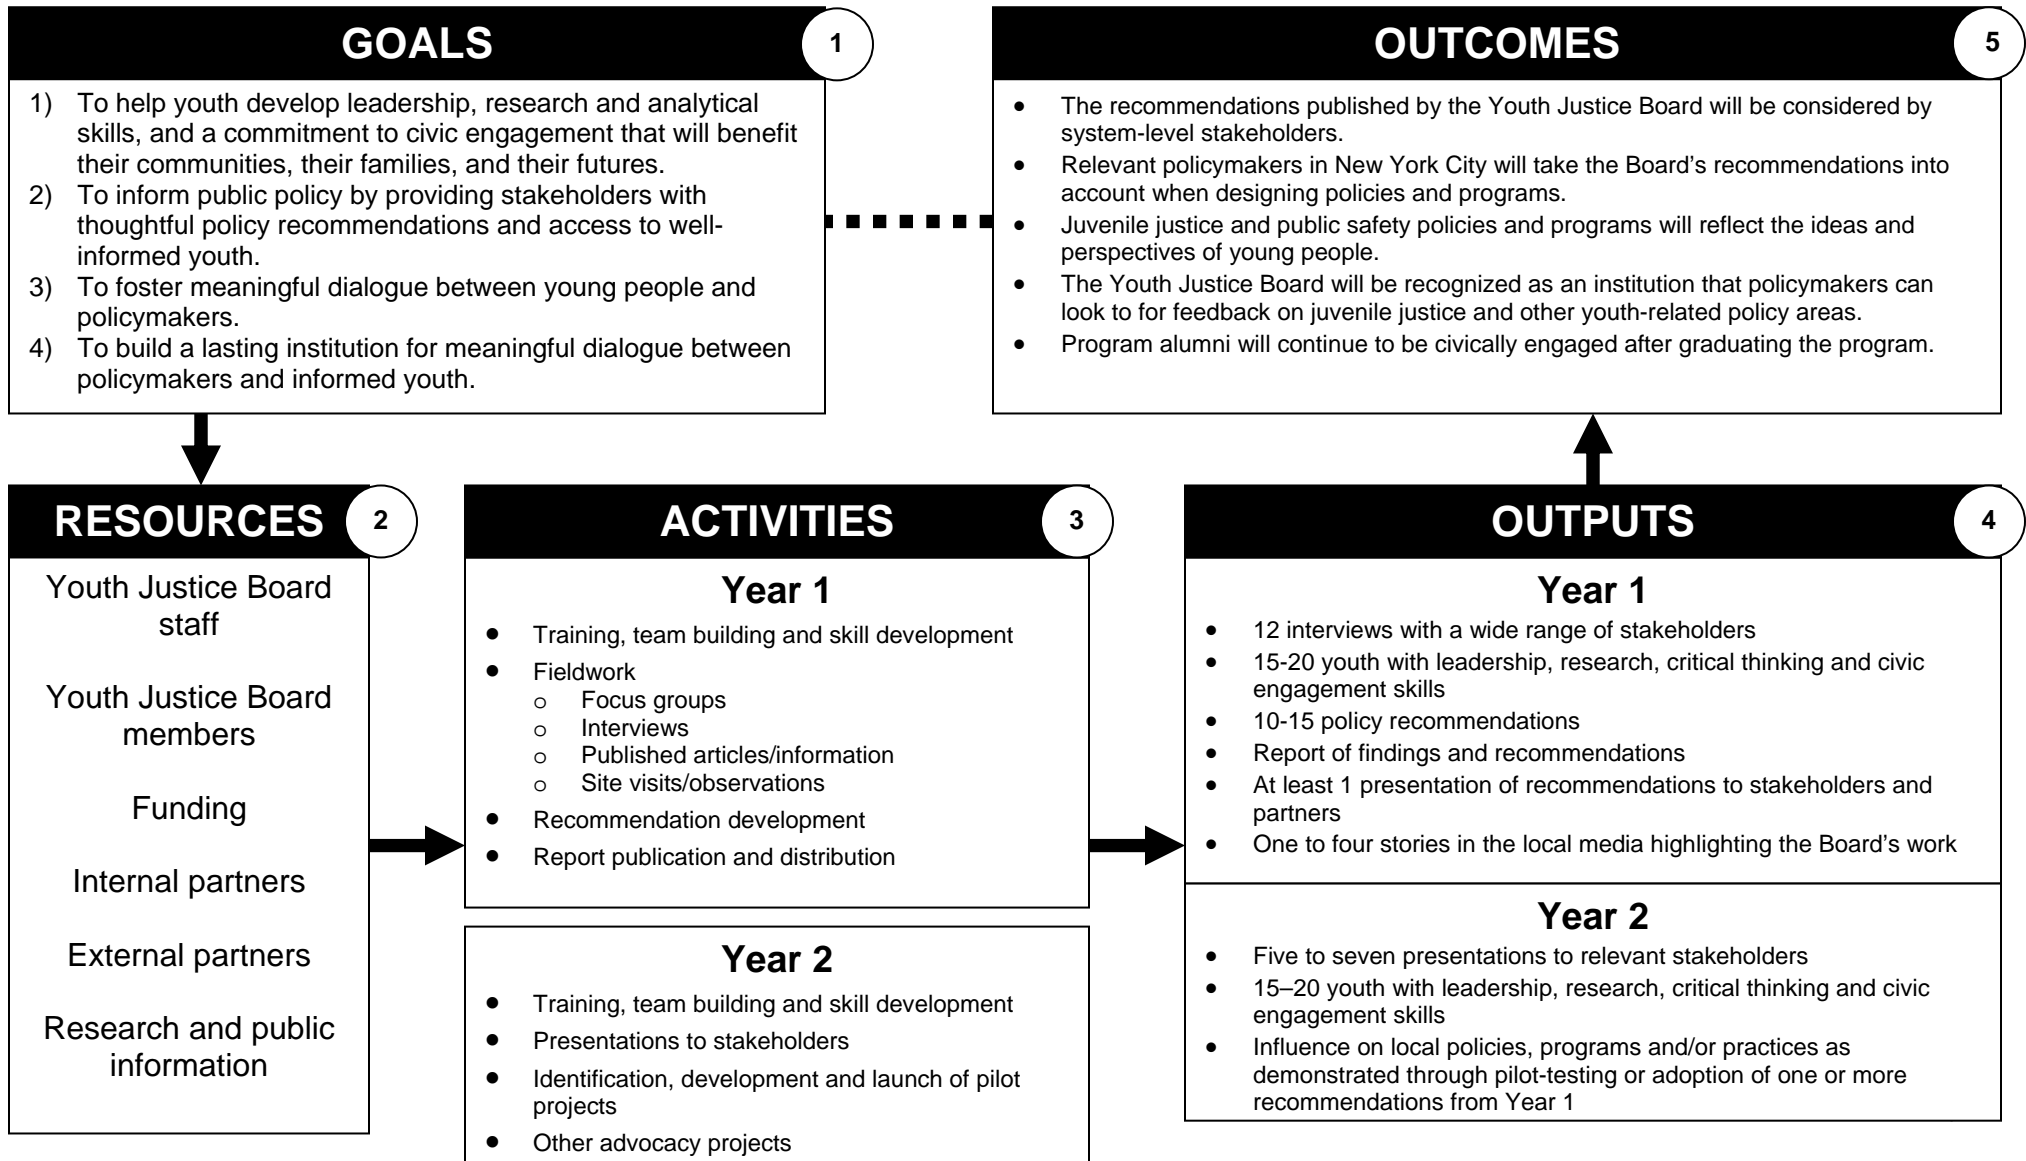 GOALS
1
1) To help youth develop leadership, research and analytical
skills, and a commitment to civic engagement that will benefit
their communities, their families, and their futures.
2) To inform public policy by providing stakeholders with
thoughtful policy recommendations and access to well-
informed youth.
3) To foster meaningful dialogue between young people and
policymakers.
4) To build a lasting institution for meaningful dialogue between
policymakers and informed youth.
RESOURCES
2
Youth Justice Board
staff
Youth Justice Board
members
Funding
Internal partners
External partners
Research and public
information
ACTIVITIES
3
Year 1
• Training, team building and skill development
• Fieldwork
o Focus groups
o Interviews
o Published articles/information
o Site visits/observations
• Recommendation development
• Report publication and distribution
Year 2
• Training, team building and skill development
• Presentations to stakeholders
• Identification, development and launch of pilot
projects
• Other advocacy projects
OUTPUTS
4
Year 1
• 12 interviews with a wide range of stakeholders
• 15-20 youth with leadership, research, critical thinking and civic
engagement skills
• 10-15 policy recommendations
• Report of findings and recommendations
• At least 1 presentation of recommendations to stakeholders and
partners
• One to four stories in the local media highlighting the Board’s work
Year 2
• Five to seven presentations to relevant stakeholders
• 15–20 youth with leadership, research, critical thinking and civic
engagement skills
• Influence on local policies, programs and/or practices as
demonstrated through pilot-testing or adoption of one or more
recommendations from Year 1
OUTCOMES
5
• The recommendations published by the Youth Justice Board will be considered by
system-level stakeholders.
• Relevant policymakers in New York City will take the Board’s recommendations into
account when designing policies and programs.
• Juvenile justice and public safety policies and programs will reflect the ideas and
perspectives of young people.
• The Youth Justice Board will be recognized as an institution that policymakers can
look to for feedback on juvenile justice and other youth-related policy areas.
• Program alumni will continue to be civically engaged after graduating the program.